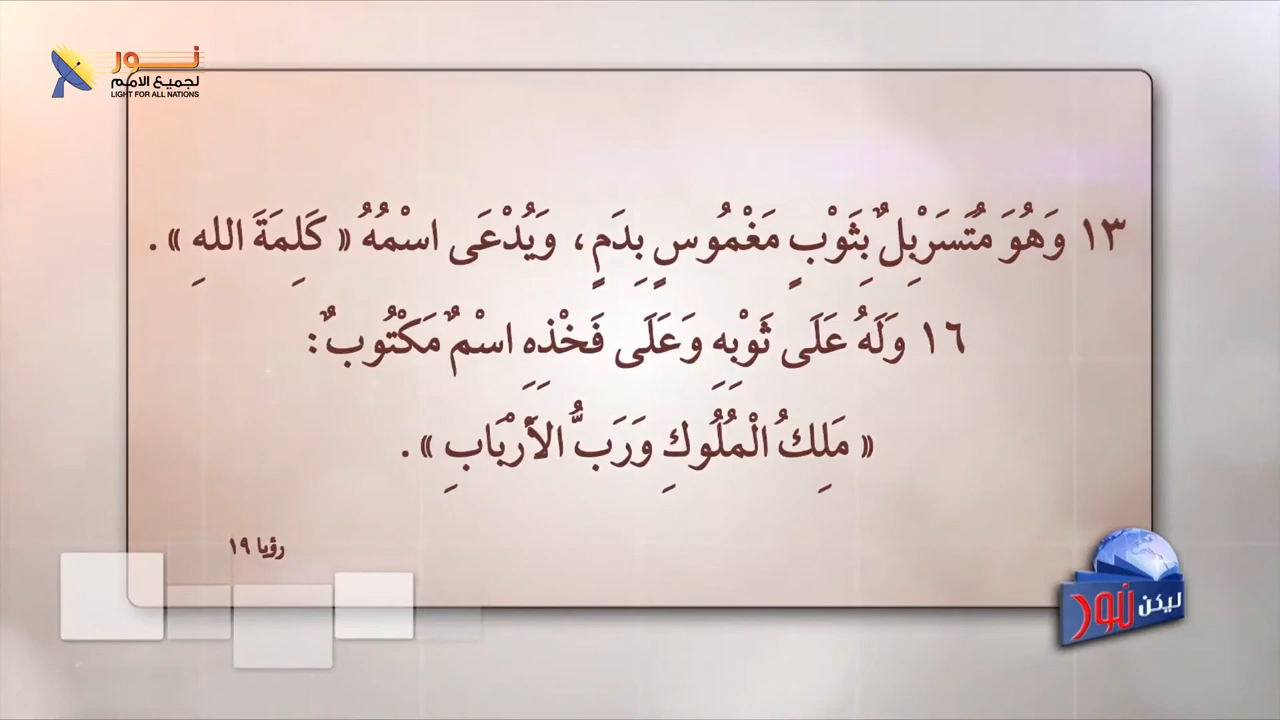 نور
لجميع الامم
LIGHT FOR ALL NATIONS
١٣ وَهُوَ مُتَسَرْبِلٌ بِثَوْبٍ مَغْمُوسٍ بِدَمٍ، وَيُدْعَى اسْمُهُ « كَلِمَةَ اللهِ » .
١٦ وَلَهُ عَلَى ثَوْبِهِ وَعَلَى فَخْذِهِ اسْمٌ مَكْتُوبٌ:
« مَلِكُ الْمُلُوكِ وَرَبُّ الأَرْبَابِ » .
رؤيا ١٩
ليكن نور